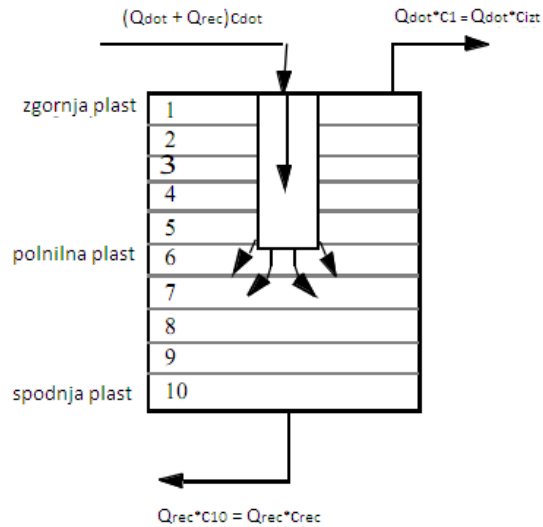 (Qdot + Qrec)Cdot
Qdot*C1 = Qdot*Cizt
zgornja plast
1
2
3
4
5
polnilna plast
6
7
8
9
spodnja plast
10
Qrec*C10 = Qrec*Crec